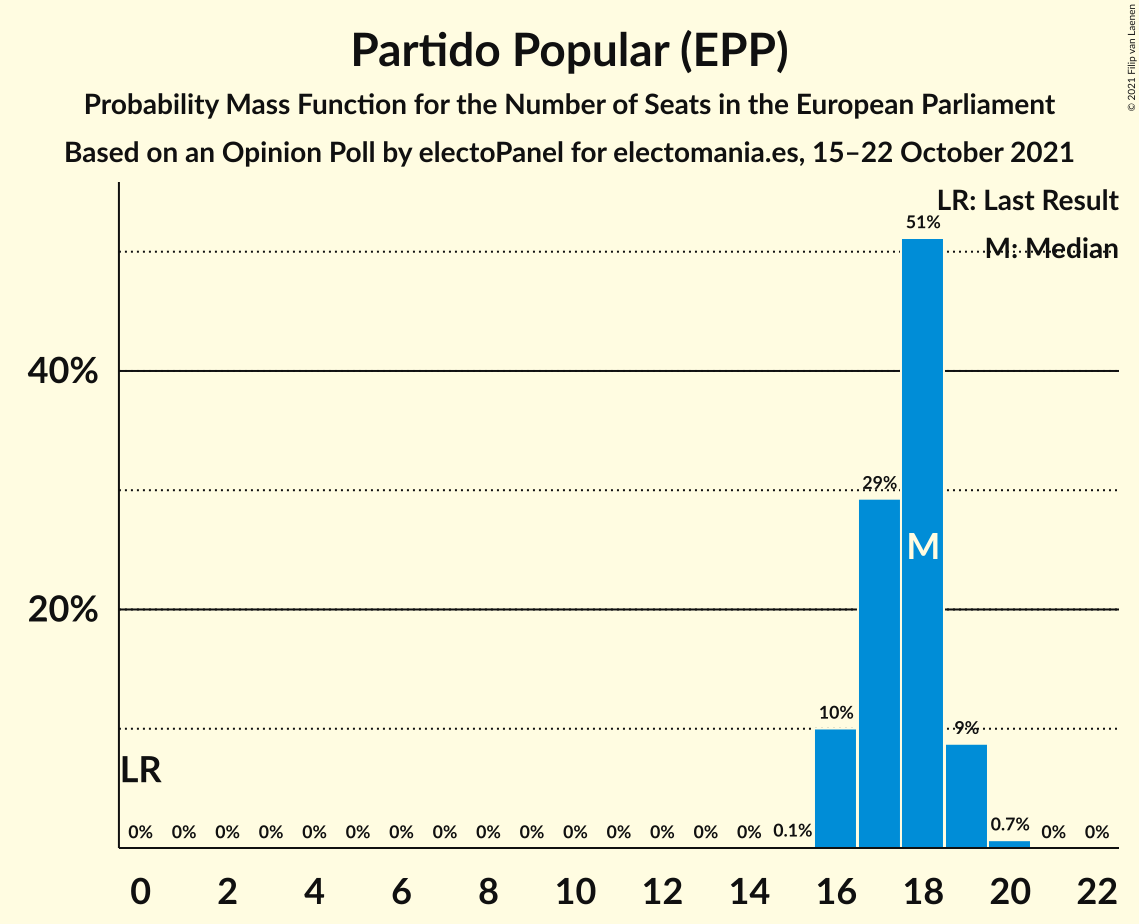 Partido Popular (EPP)
Probability Mass Function for the Number of Seats in the European Parliament
Based on an Opinion Poll by electoPanel for electomania.es, 15–22 October 2021
© 2021 Filip van Laenen
LR: Last Result
M: Median
51%
40%
29%
M
20%
10%
9%
LR
0% 0% 0% 0% 0% 0% 0% 0% 0% 0% 0% 0% 0% 0% 0% 0.1% 0.7% 0% 0%
0 2 4 6 8 10 12 14 16 18 20 22